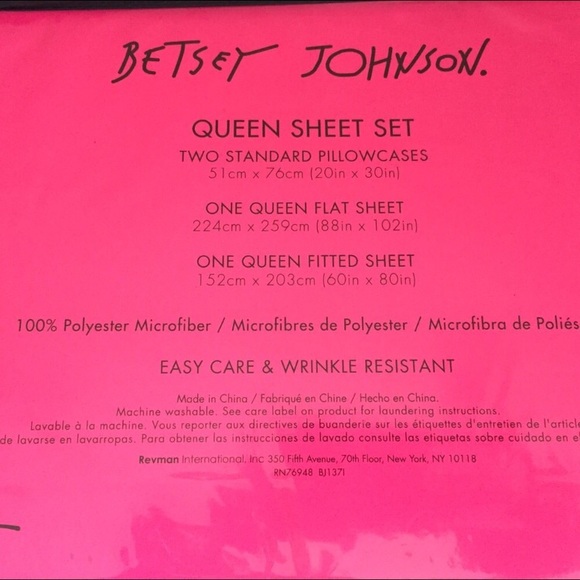 BETSEY JOHNSON.
QUEEN SHEET SET
TWO STANDARD PILLOWCASES
51cm x 76cm (20in x 30in)
ONE QUEEN FLAT SHEET
224cm x 259cm (88in x 102in)
ONE QUEEN FITTED SHEET
152cm x 203cm (60in x 80in)
100% Polyester Microfiber / Microfibres de Polyester / Microfibra de Poliés
EASY CARE & WRINKLE RESISTANT
Made in China / Fabriqué en Chine / Hecho en China.
Machine washable. See care label on product for laundering instructions.
Lavable à la machine. Vous reporter aux directives de buanderie sur les étiquettes d'entretien de l'article
de lavarse en lavarropas. Para obtener las instrucciones de lavado consulte las etiquetas sobre cuidado en el
Revman International, inc 350 Fifth Avenue, 70th Floor, New York, NY 10118
RN76948 BJ1371